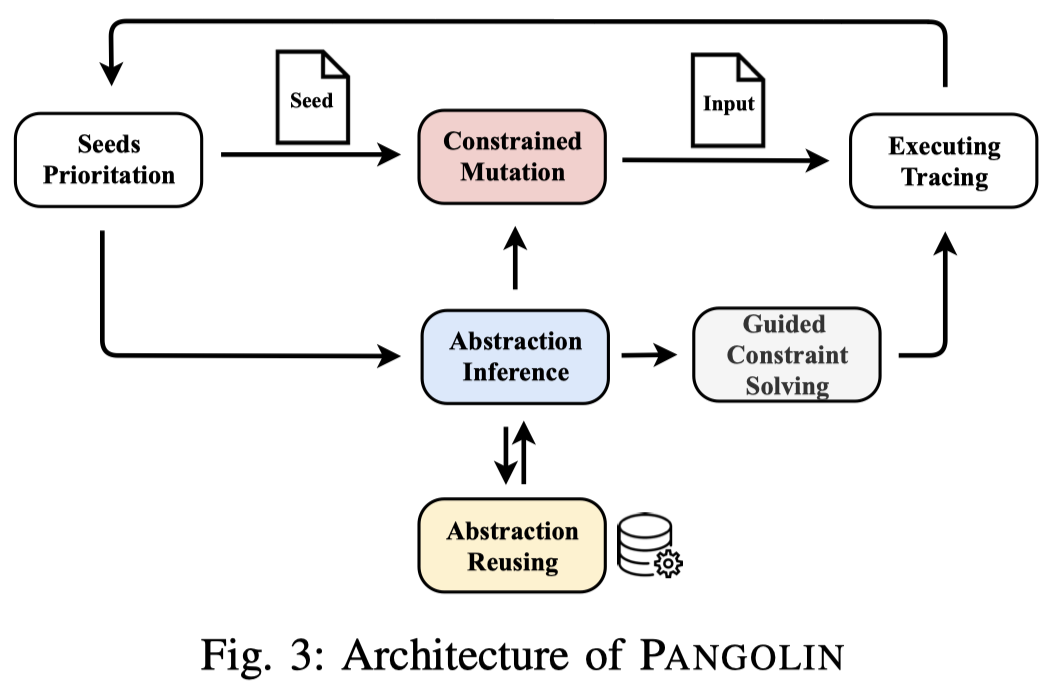 Seed
Input
Seeds
Prioritation
Constrained
Mutation
Executing
Tracing
Abstraction
Inference
Guided
Constraint
Solving
Abstraction
Reusing
Fig. 3: Architecture of PANGOLIN